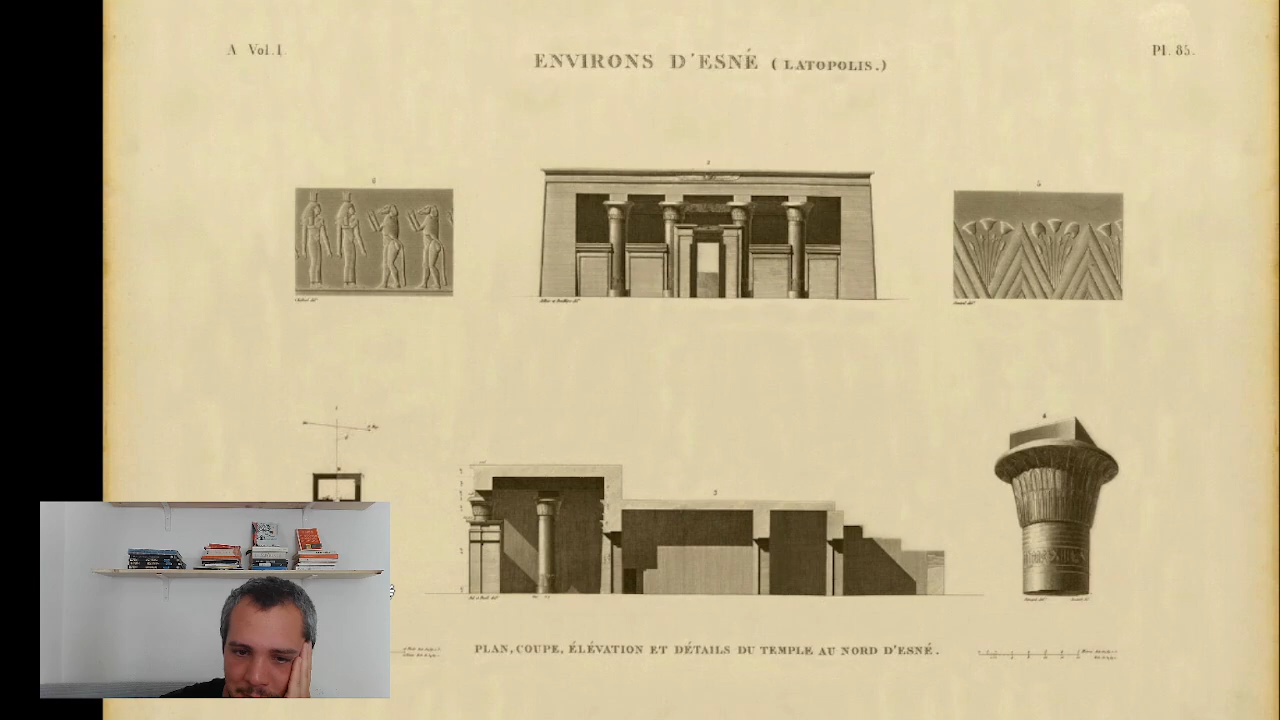 A Vol. I
ENVIRONS D'ESNÉ (LATOPOLIS.)
Pl. 85.
PLAN, COUPE, ÉLÉVATION ET DÉTAILS DU TEMPLE AU NORD D'ESNÉ.